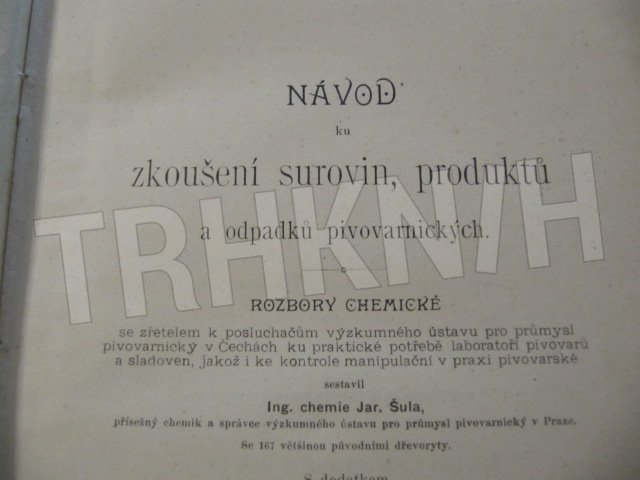 NÁVOD
ku
zkoušení surovin, produktů
a odpadků pivovarnických.
ROZBORY CHEMICKÉ
se zřetelem k posluchačům výzkumného ústavu pro průmysl
pivovarnický v Čechách ku praktické potřebě laboratoří pivovarů
a sladoven, jakož i ke kontrole manipulační v praxi pivovarské
sestavil
Ing. chemie Jar. Šula,
přísežný chemik a správce výzkumného ústavu pro průmysl pivovarnický v Praze.
Se 167 většinou původními dřevoryty.
S dodatkem
TRHKNIH